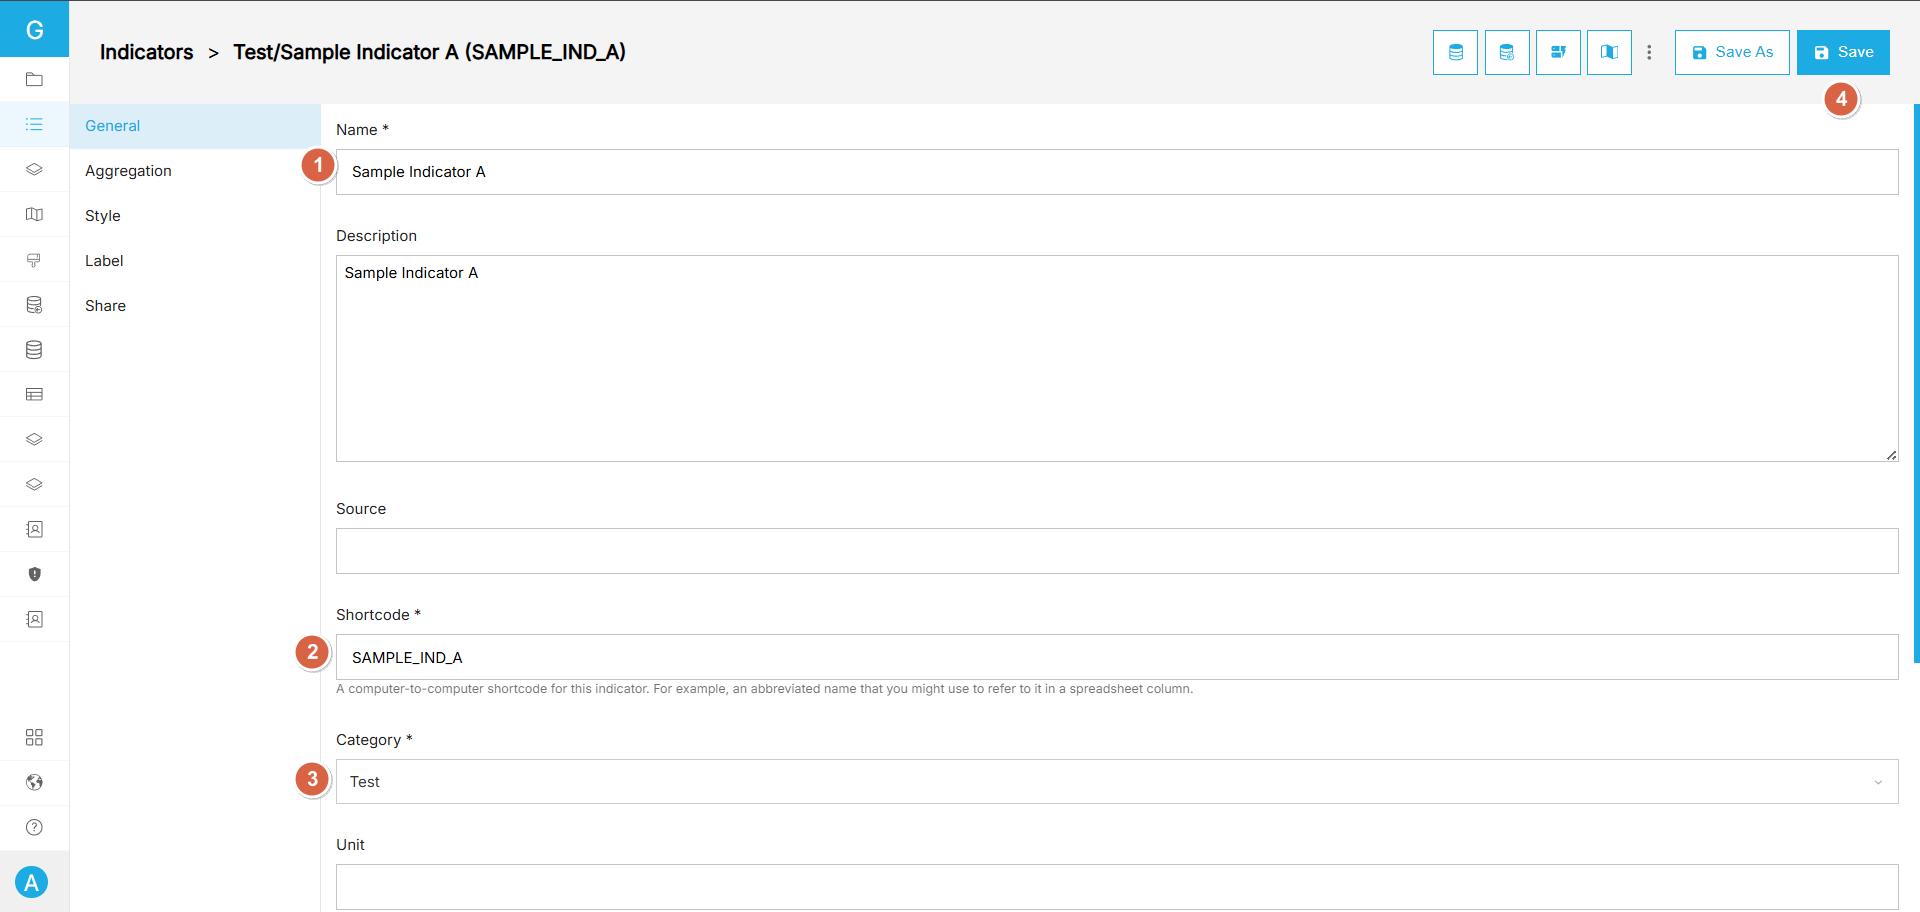 G
Indicators > Test/Sample Indicator A (SAMPLE_IND_A)
Save As
Save
4
General
Aggregation
Style
Label
Share
Name *
1
Sample Indicator A
Description
Sample Indicator A
Source
Shortcode *
2
SAMPLE_IND_A
A computer-to-computer shortcode for this indicator. For example, an abbreviated name that you might use to refer to it in a spreadsheet column.
Category *
3
Test
Unit
A